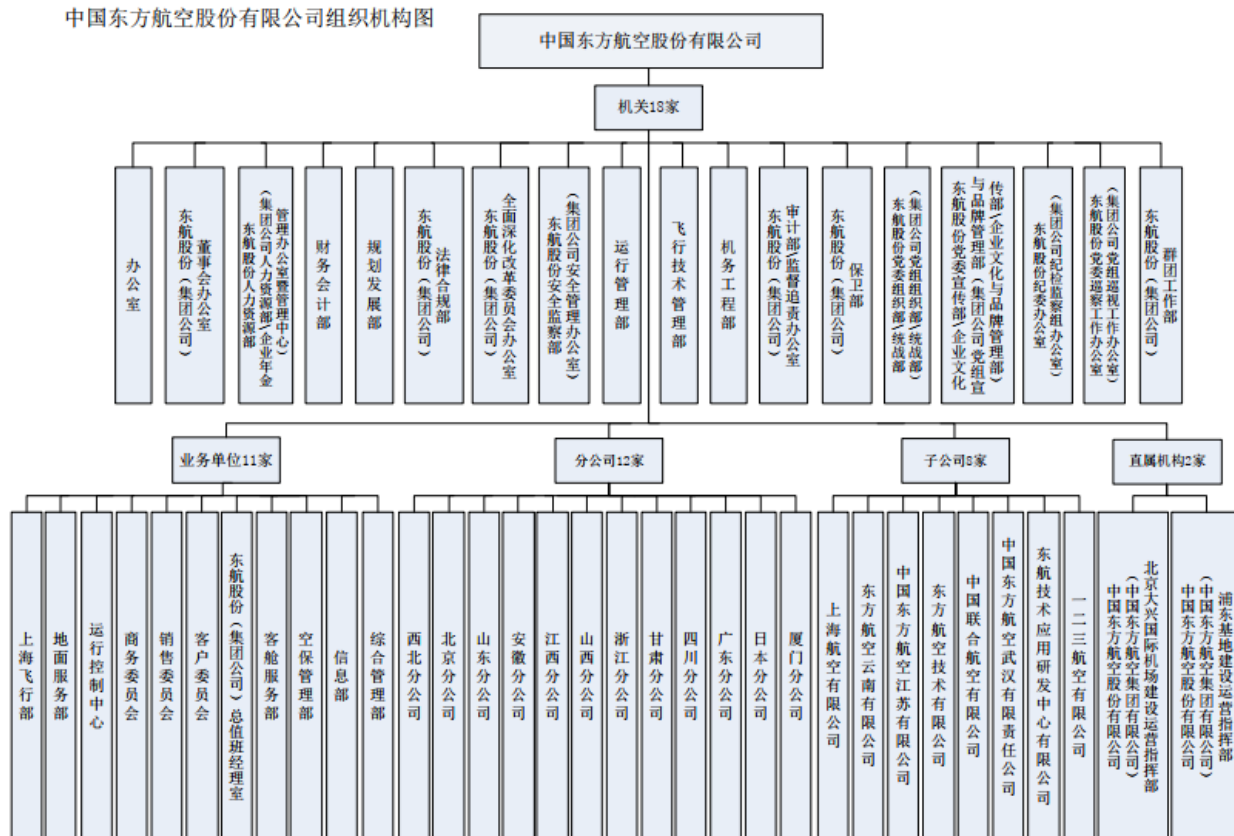 中国东方航空股份有限公司组织机构图
中国东方航空股份有限公司
机关18家
办公室
东航股份（集团公司）
董事会办公室
东航股份人力资源部
（集团公司人力资源部\企业年金
管理办公室暨管理中心）
财务会计部
规划发展部
东航股份（集团公司）
法律合规部
东航股份（集团公司）
全面深化改革委员会办公室
东航股份安全监察部
（集团公司安全管理办公室）
运行管理部
飞行技术管理部
机务工程部
东航股份（集团公司）
审计部\监督追责办公室
东航股份（集团公司）
保卫部
东航股份党委组织部\统战部
（集团公司党组组织部\统战部）
东航股份党委宣传部\企业文化
与品牌管理部（集团公司党组宣
传部\企业文化与品牌管理部）
东航股份纪委办公室
（集团公司纪检监察组办公室）
东航股份党委巡察工作办公室
（集团公司党组巡视工作办公室）
东航股份（集团公司）
群团工作部
业务单位11家
分公司12家
子公司8家
直属机构2家
上海飞行部
地面服务部
运行控制中心
商务委员会
销售委员会
客户委员会
东航股份（集团公司）总值班经理室
客舱服务部
空保管理部
信息部
综合管理部
西北分公司
北京分公司
山东分公司
安徽分公司
江西分公司
山西分公司
浙江分公司
甘肃分公司
四川分公司
广东分公司
日本分公司
厦门分公司
上海航空有限公司
东方航空云南有限公司
中国东方航空江苏有限公司
东方航空技术有限公司
中国联合航空有限公司
中国东方航空武汉有限责任公司
东航技术应用研发中心有限公司
一二三航空有限公司
中国东方航空股份有限公司
（中国东方航空集团有限公司）
北京大兴国际机场建设运营指挥部
中国东方航空股份有限公司
（中国东方航空集团有限公司）
浦东基地建设运营指挥部